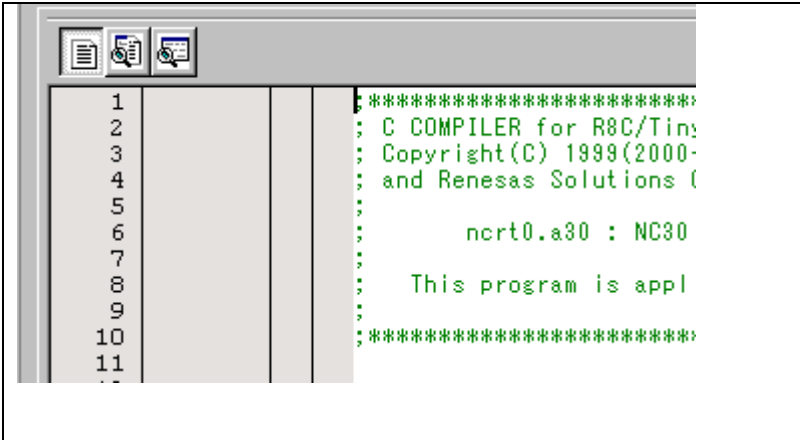 1 ;*************************
2 ; C COMPILER for R8C/Tiny
3 ; Copyright(C) 1999(2000-
4 ; and Renesas Solutions
5 ;
6 ; ncrt0.a30 : NC30
7 ;
8 ; This program is appl
9 ;
10 ;*************************
11